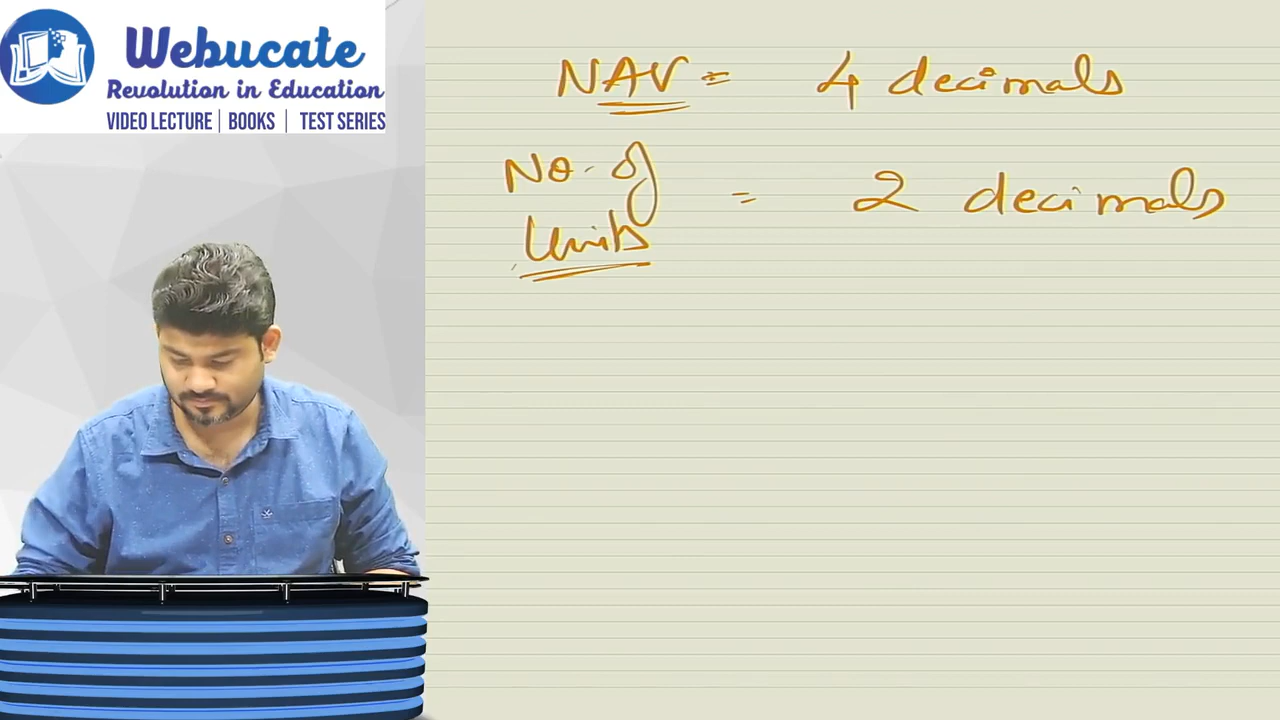 Webucate
Revolution in Education
VIDEO LECTURE | BOOKS | TEST SERIES
NAV = 4 decimals
No. of
Units = 2 decimals